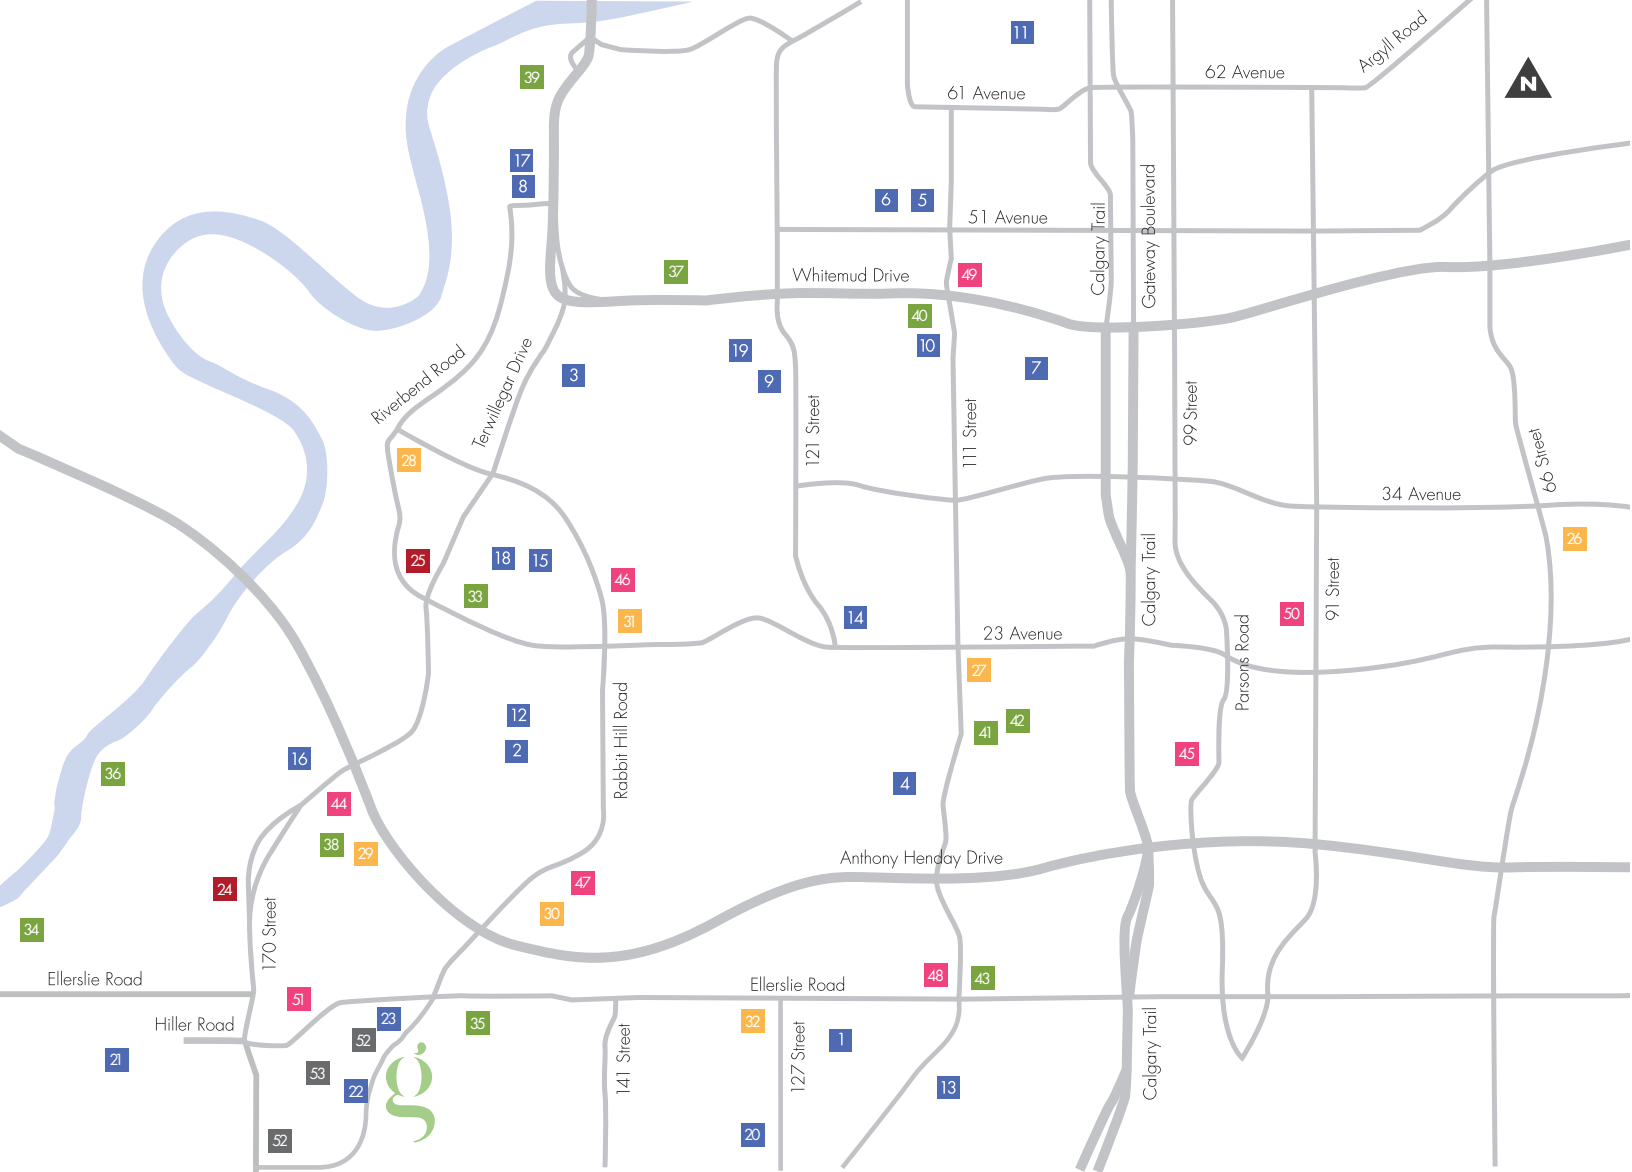 11
Argyll Road
62 Avenue
39
N
61 Avenue
17
8
6
5
51 Avenue
Calgary Trail
Gateway Boulevard
37
Whitemud Drive
49
40
10
19
3
9
7
Riverbend Road
Terwillegar Drive
121 Street
111 Street
99 Street
28
66 Street
34 Avenue
26
25
18
15
46
33
31
14
Calgary Trail
91 Street
50
23 Avenue
Parsons Road
27
12
2
Rabbit Hill Road
42
41
16
36
45
4
44
38
29
Anthony Henday Drive
24
47
30
34
170 Street
Ellerslie Road
51
48
43
Ellerslie Road
Hiller Road
23
35
32
52
1
21
53
22
g
141 Street
127 Street
13
Calgary Trail
52
20